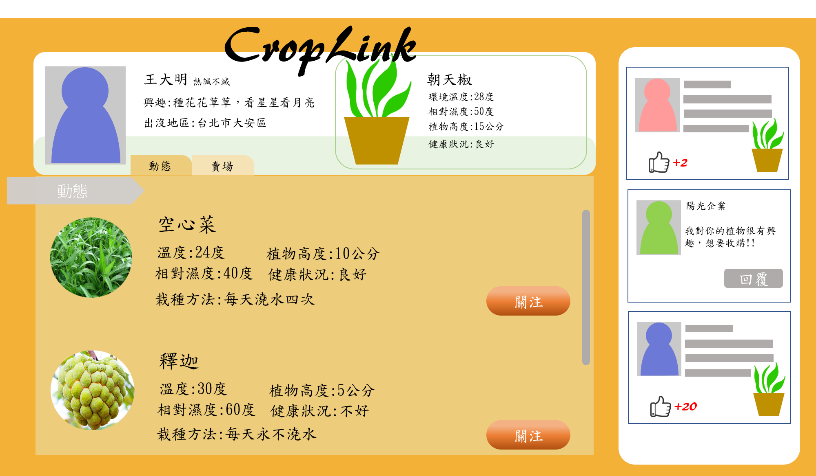 CropLink
王大明 熱誠不減
興趣:種花花草草，看星星看月亮
出沒地區:台北市大安區
朝天椒
環境溫度:28度
相對濕度:50度
植物高度:15公分
健康狀況:良好
動態
賣場
動態
空心菜
溫度:24度 植物高度:10公分
相對濕度:40度 健康狀況:良好
栽種方法:每天澆水四次
關注
釋迦
溫度:30度 植物高度:5公分
相對濕度:60度 健康狀況:不好
栽種方法:每天永不澆水
關注
+2
陽光企業
我對你的植物很有興
趣，想要收購!!
回覆
+20